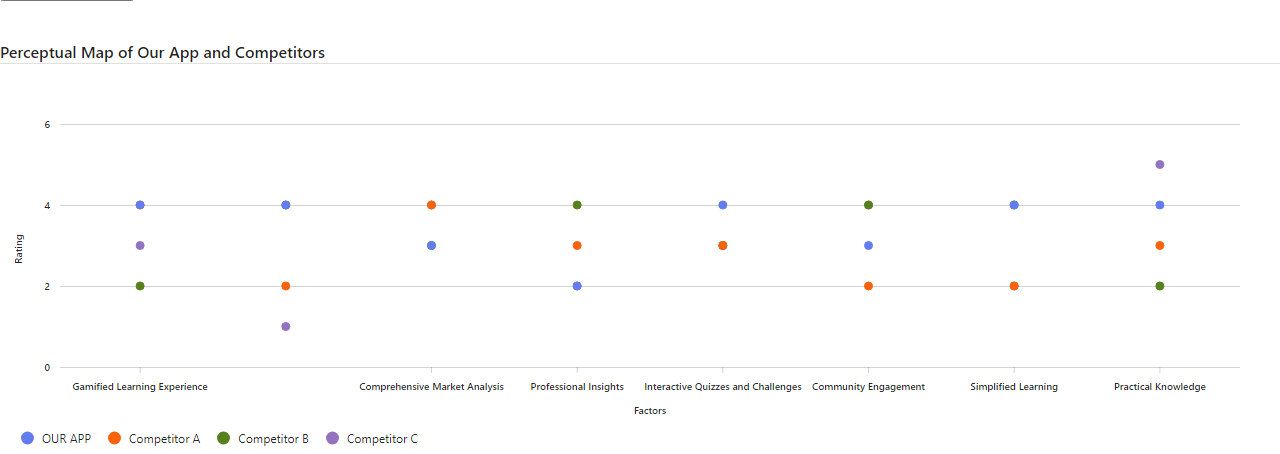 Perceptual Map of Our App and Competitors
6
4
2
0
Rating
Gamified Learning Experience Comprehensive Market Analysis Professional Insights Interactive Quizzes and Challenges Community Engagement Simplified Learning Practical Knowledge
Factors
OUR APP Competitor A Competitor B Competitor C